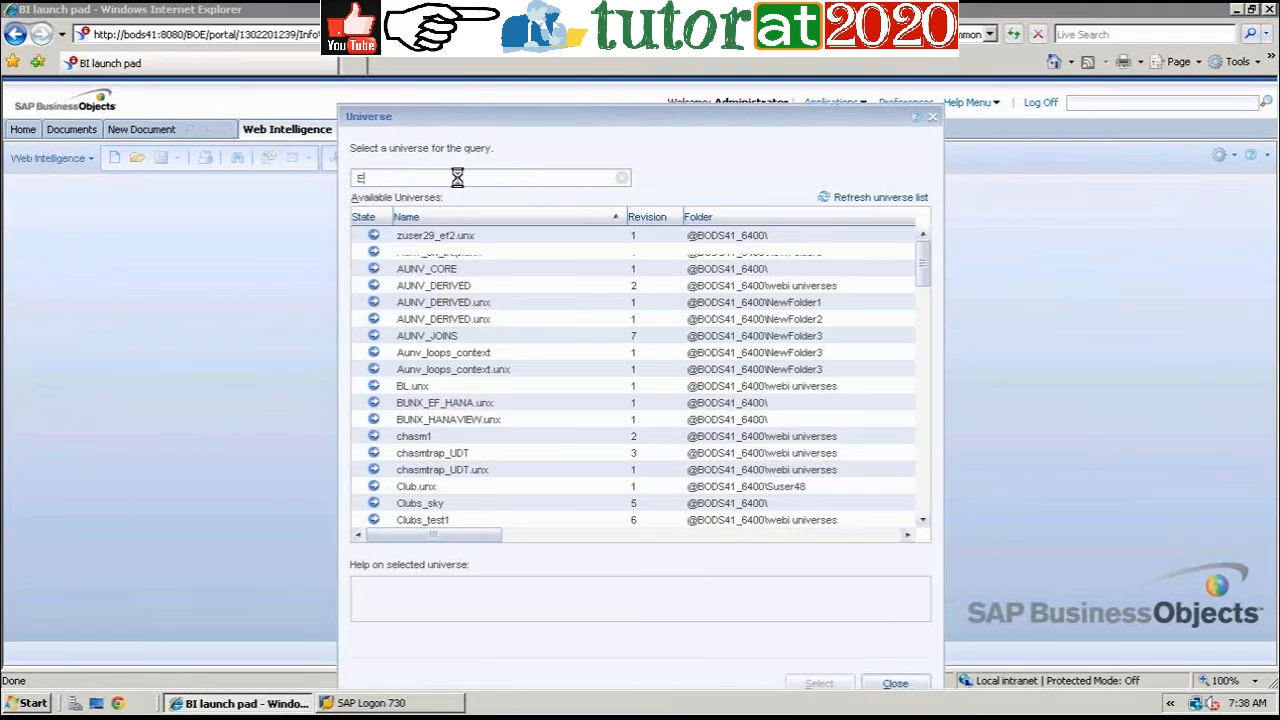 BI launch pad - Windows Internet Explorer
http://bods41:8080/BOE/portal/1302201239/Info
mmon
Live Search
You Tube
tutor at 2020
BI launch pad
Page
Tools
SAP BusinessObjects
Welcome: Administrator
Applications
Preferences
Help Menu
Log Off
Home
Documents
New Document
Web Intelligence
Web Intelligence
Universe
Select a universe for the query.
E
Available Universes:
Refresh universe list
State Name Revision Folder
zuser29_ef2.unx 1 @BODS41_6400\
AUNV_CORE 1 @BODS41_6400\
AUNV_DERIVED 2 @BODS41_6400\webi universes
AUNV_DERIVED.unx 1 @BODS41_6400\NewFolder1
AUNV_DERIVED.unx 1 @BODS41_6400\NewFolder2
AUNV_JOINS 7 @BODS41_6400\NewFolder3
Aunv_loops_context 1 @BODS41_6400\NewFolder3
Aunv_loops_context.unx 1 @BODS41_6400\NewFolder3
BL.unx 1 @BODS41_6400\webi universes
BUNX_EF_HANA.unx 1 @BODS41_6400\
BUNX_HANAVIEW.unx 1 @BODS41_6400\
chasm1 2 @BODS41_6400\webi universes
chasmtrap_UDT 3 @BODS41_6400\webi universes
chasmtrap_UDT.unx 1 @BODS41_6400\webi universes
Club.unx 1 @BODS41_6400\Suser48
Clubs_sky 5 @BODS41_6400\
Clubs_test1 6 @BODS41_6400\webi universes
Help on selected universe:
SAP BusinessObjects
Select
Close
Done
Local intranet | Protected Mode: Off
100%
Start
BI launch pad - Windo...
SAP Logon 730
7:38 AM